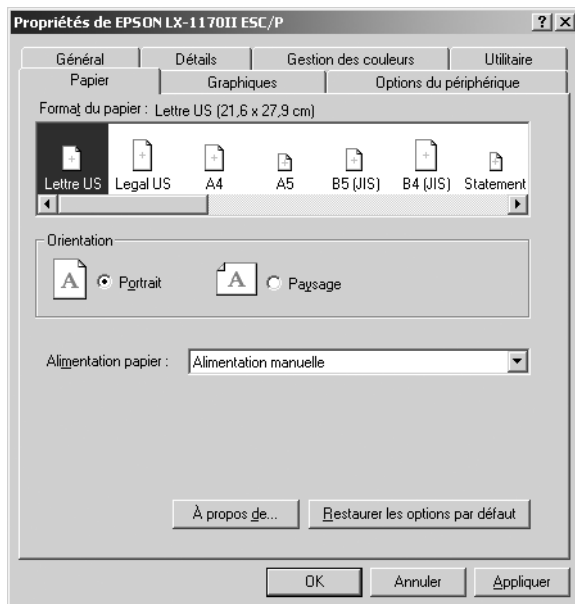 Propriétés de EPSON LX-1170II ESC/P
? x
Général Détails Gestion des couleurs Utilitaire
Papier Graphiques Options du périphérique
Format du papier : Lettre US (21,6 x 27,9 cm)
Lettre US Legal US A4 A5 B5 (JIS) B4 (JIS) Statement
Orientation
A Portrait A Paysage
Alimentation papier : Alimentation manuelle
À propos de... Restaurer les options par défaut
OK Annuler Appliquer